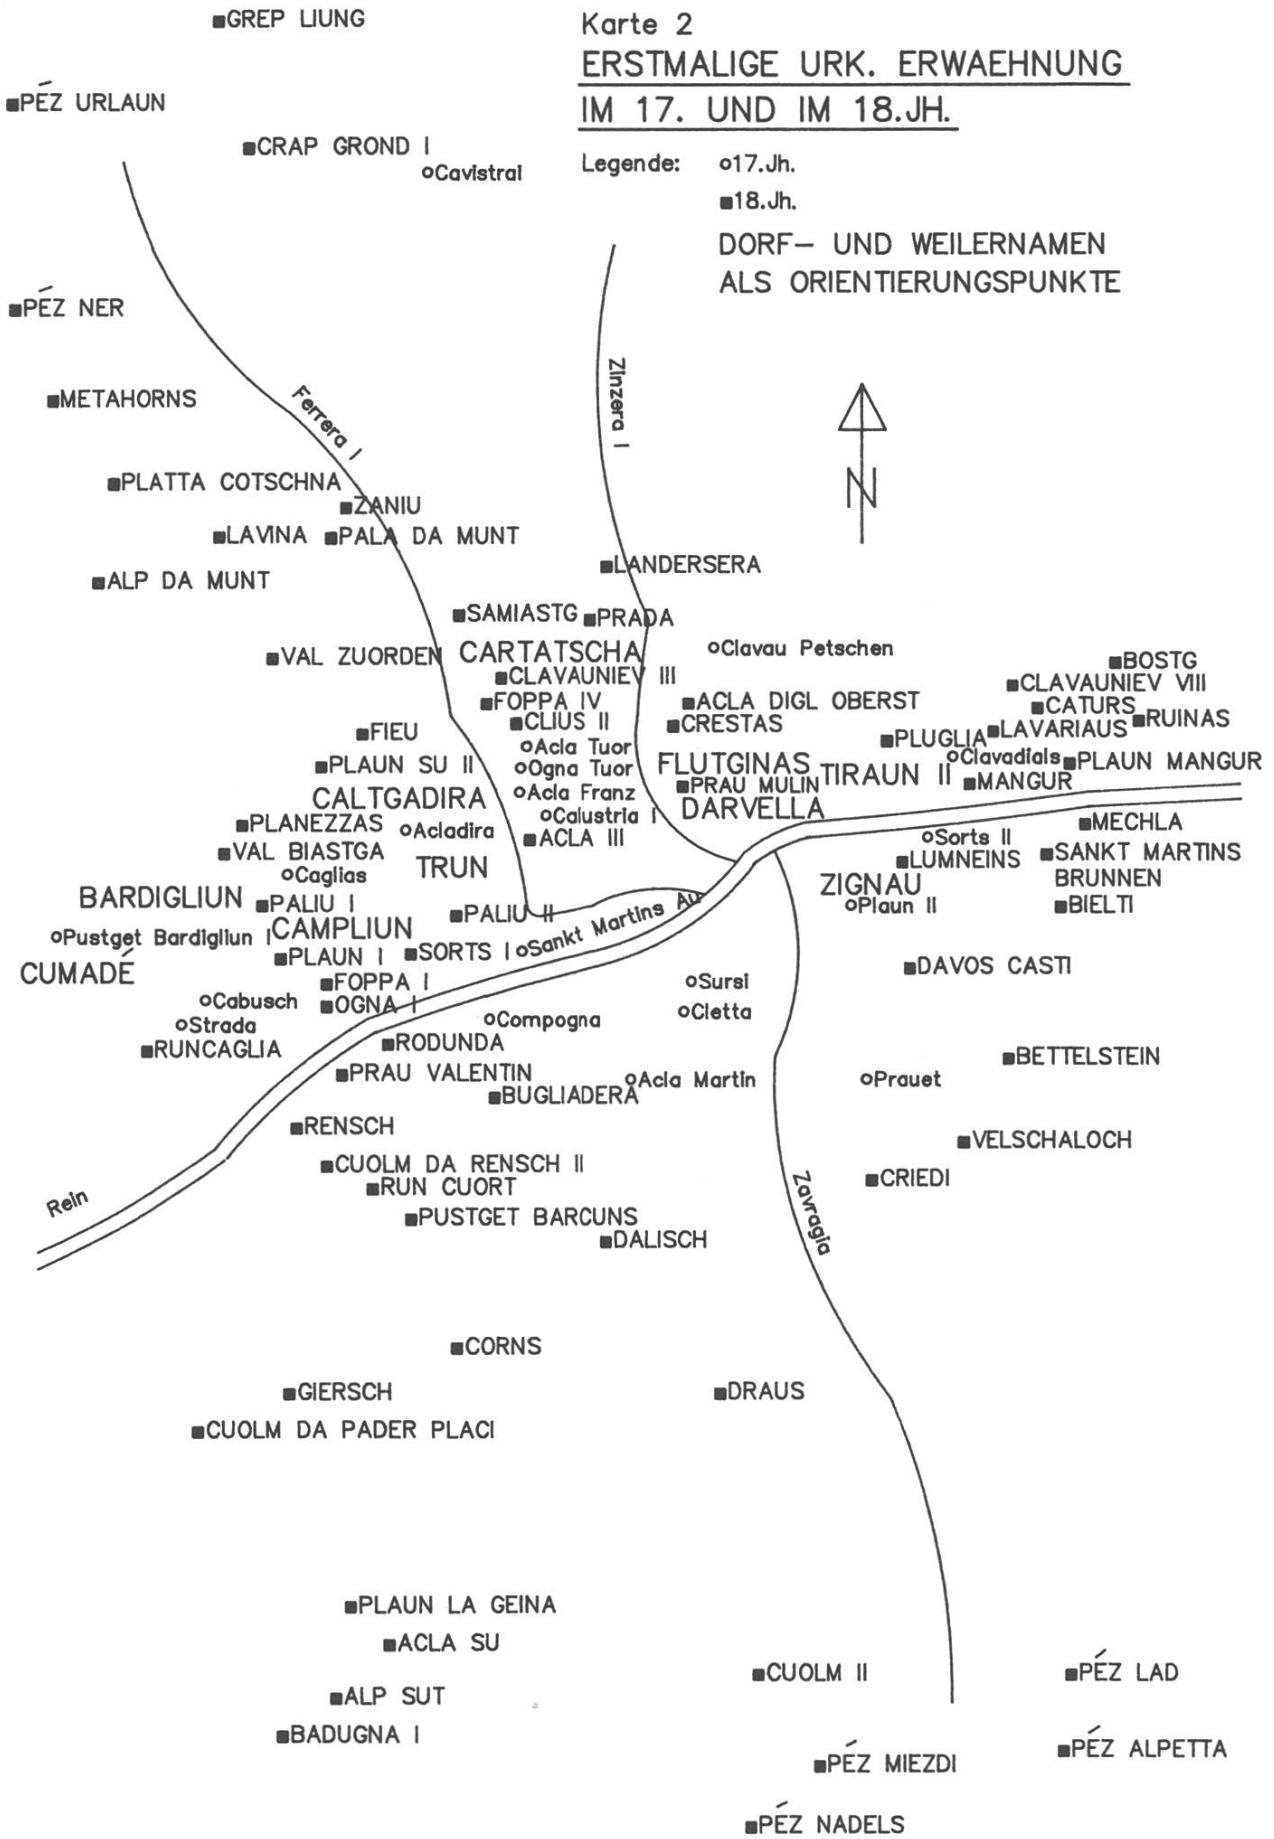 ■GREP LIUNG
Karte 2
ERSTMALIGE URK. ERWAEHNUNG
IM 17. UND IM 18.JH.
■PÉZ URLAUN
■CRAP GROND I
oCavistrai
Legende: o17.Jh.
■18.Jh.
DORF– UND WEILERNAMEN
ALS ORIENTIERUNGSPUNKTE
■PÉZ NER
Zinzera I
■METAHORNS
Ferrera I
N
■PLATTA COTSCHNA
■ZANIU
■LAVINA ■PALA DA MUNT
■LANDERSERA
■ALP DA MUNT
■SAMIASTG ■PRADA
■VAL ZUORDEN CARTATSCHA oClavau Petschen
■BOSTG
■CLAVAUNIEV III ■CLAVAUNIEV VIII
■FOPPA IV ■ACLA DIGL OBERST ■CATURS
■CLIUS II ■CRESTAS ■LAVARIAUS ■RUINAS
■FIEU ■PLUGLIA
oAcla Tuor oClavadials ■PLAUN MANGUR
■PLAUN SU II oOgna Tuor FLUTGINAS TIRAUN II
■PRAU MULIN ■MANGUR
CALTGADIRA oAcla Franz DARVELLA
oCalustria I
■PLANEZZAS oAcladira ■ACLA III oSorts II ■MECHLA
■VAL BIASTGA TRUN ■LUMNEINS ■SANKT MARTINS
BRUNNEN
oCaglias ZIGNAU
BARDIGLIUN ■PALIU I ■PALIU II oPlaun II ■BIELTI
CAMPLIUN Sankt Martins Au
oPustget Bardigliun I
■PLAUN I ■SORTS I o
CUMADÉ ■DAVOS CASTI
■FOPPA I oSursi
oCabusch ■OGNA I oCletta
oStrada oCompogna
■RUNCAGLIA ■RODUNDA ■BETTELSTEIN
■PRAU VALENTIN oAcla Martin oPrauet
■BUGLIADERA
■RENSCH ■VELSCHALOCH
■CUOLM DA RENSCH II ■CRIEDI
■RUN CUORT
Rein
Zavragia
■PUSTGET BARCUNS
■DALISCH
■CORNS
■GIERSCH ■DRAUS
■CUOLM DA PADER PLACI
■PLAUN LA GEINA
■ACLA SU
■CUOLM II ■PÉZ LAD
■ALP SUT
■BADUGNA I ■PÉZ ALPETTA
■PÉZ MIEZDI
■PÉZ NADELS